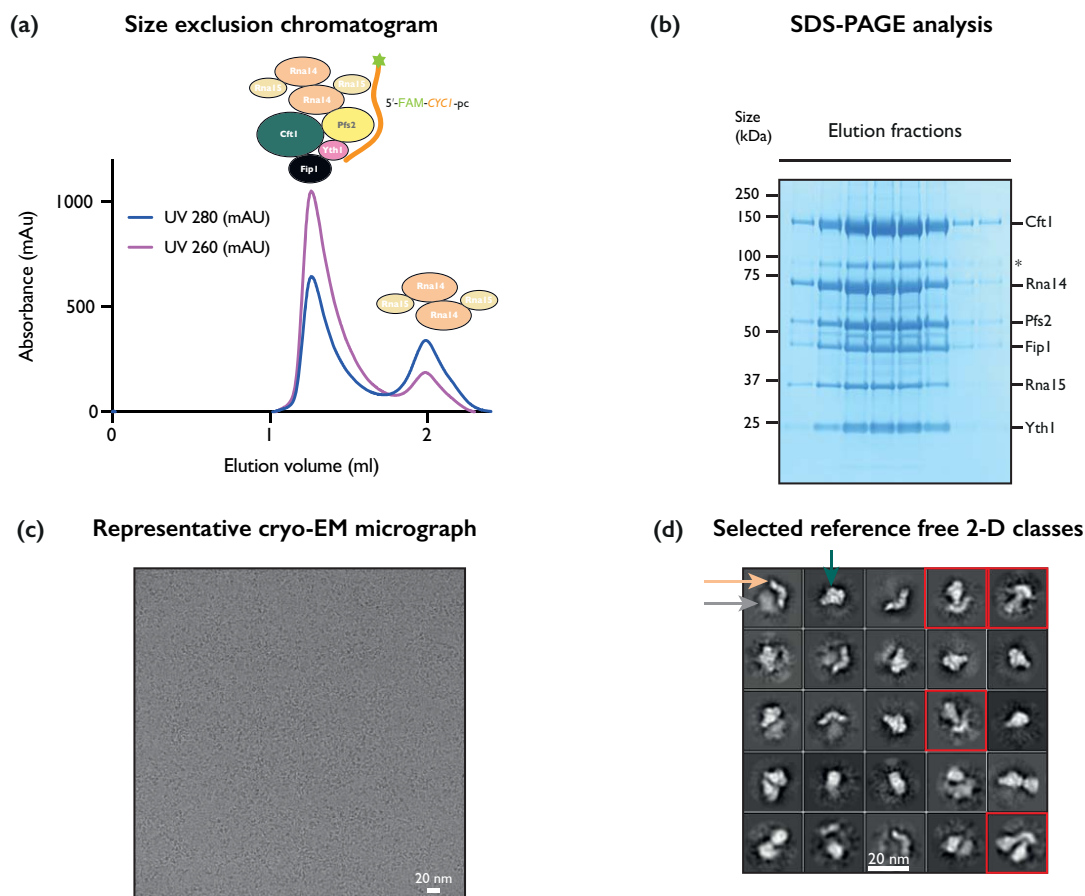 (a)
Size exclusion chromatogram
Rna14
Rna15
Rna15
Rna14
5′-FAM-CYC1-pc
Cft1
Pfs2
Yth1
Fip1
1000
UV 280 (mAU)
UV 260 (mAU)
Absorbance (mAu)
500
Rna14
Rna15
Rna15
Rna14
0
0
1
2
Elution volume (ml)
(b)
SDS-PAGE analysis
Size
(kDa)
Elution fractions
250
150
100
75
50
37
25
Cft1
*
Rna14
Pfs2
Fip1
Rna15
Yth1
(c)
Representative cryo-EM micrograph
20 nm
(d)
Selected reference free 2-D classes
20 nm